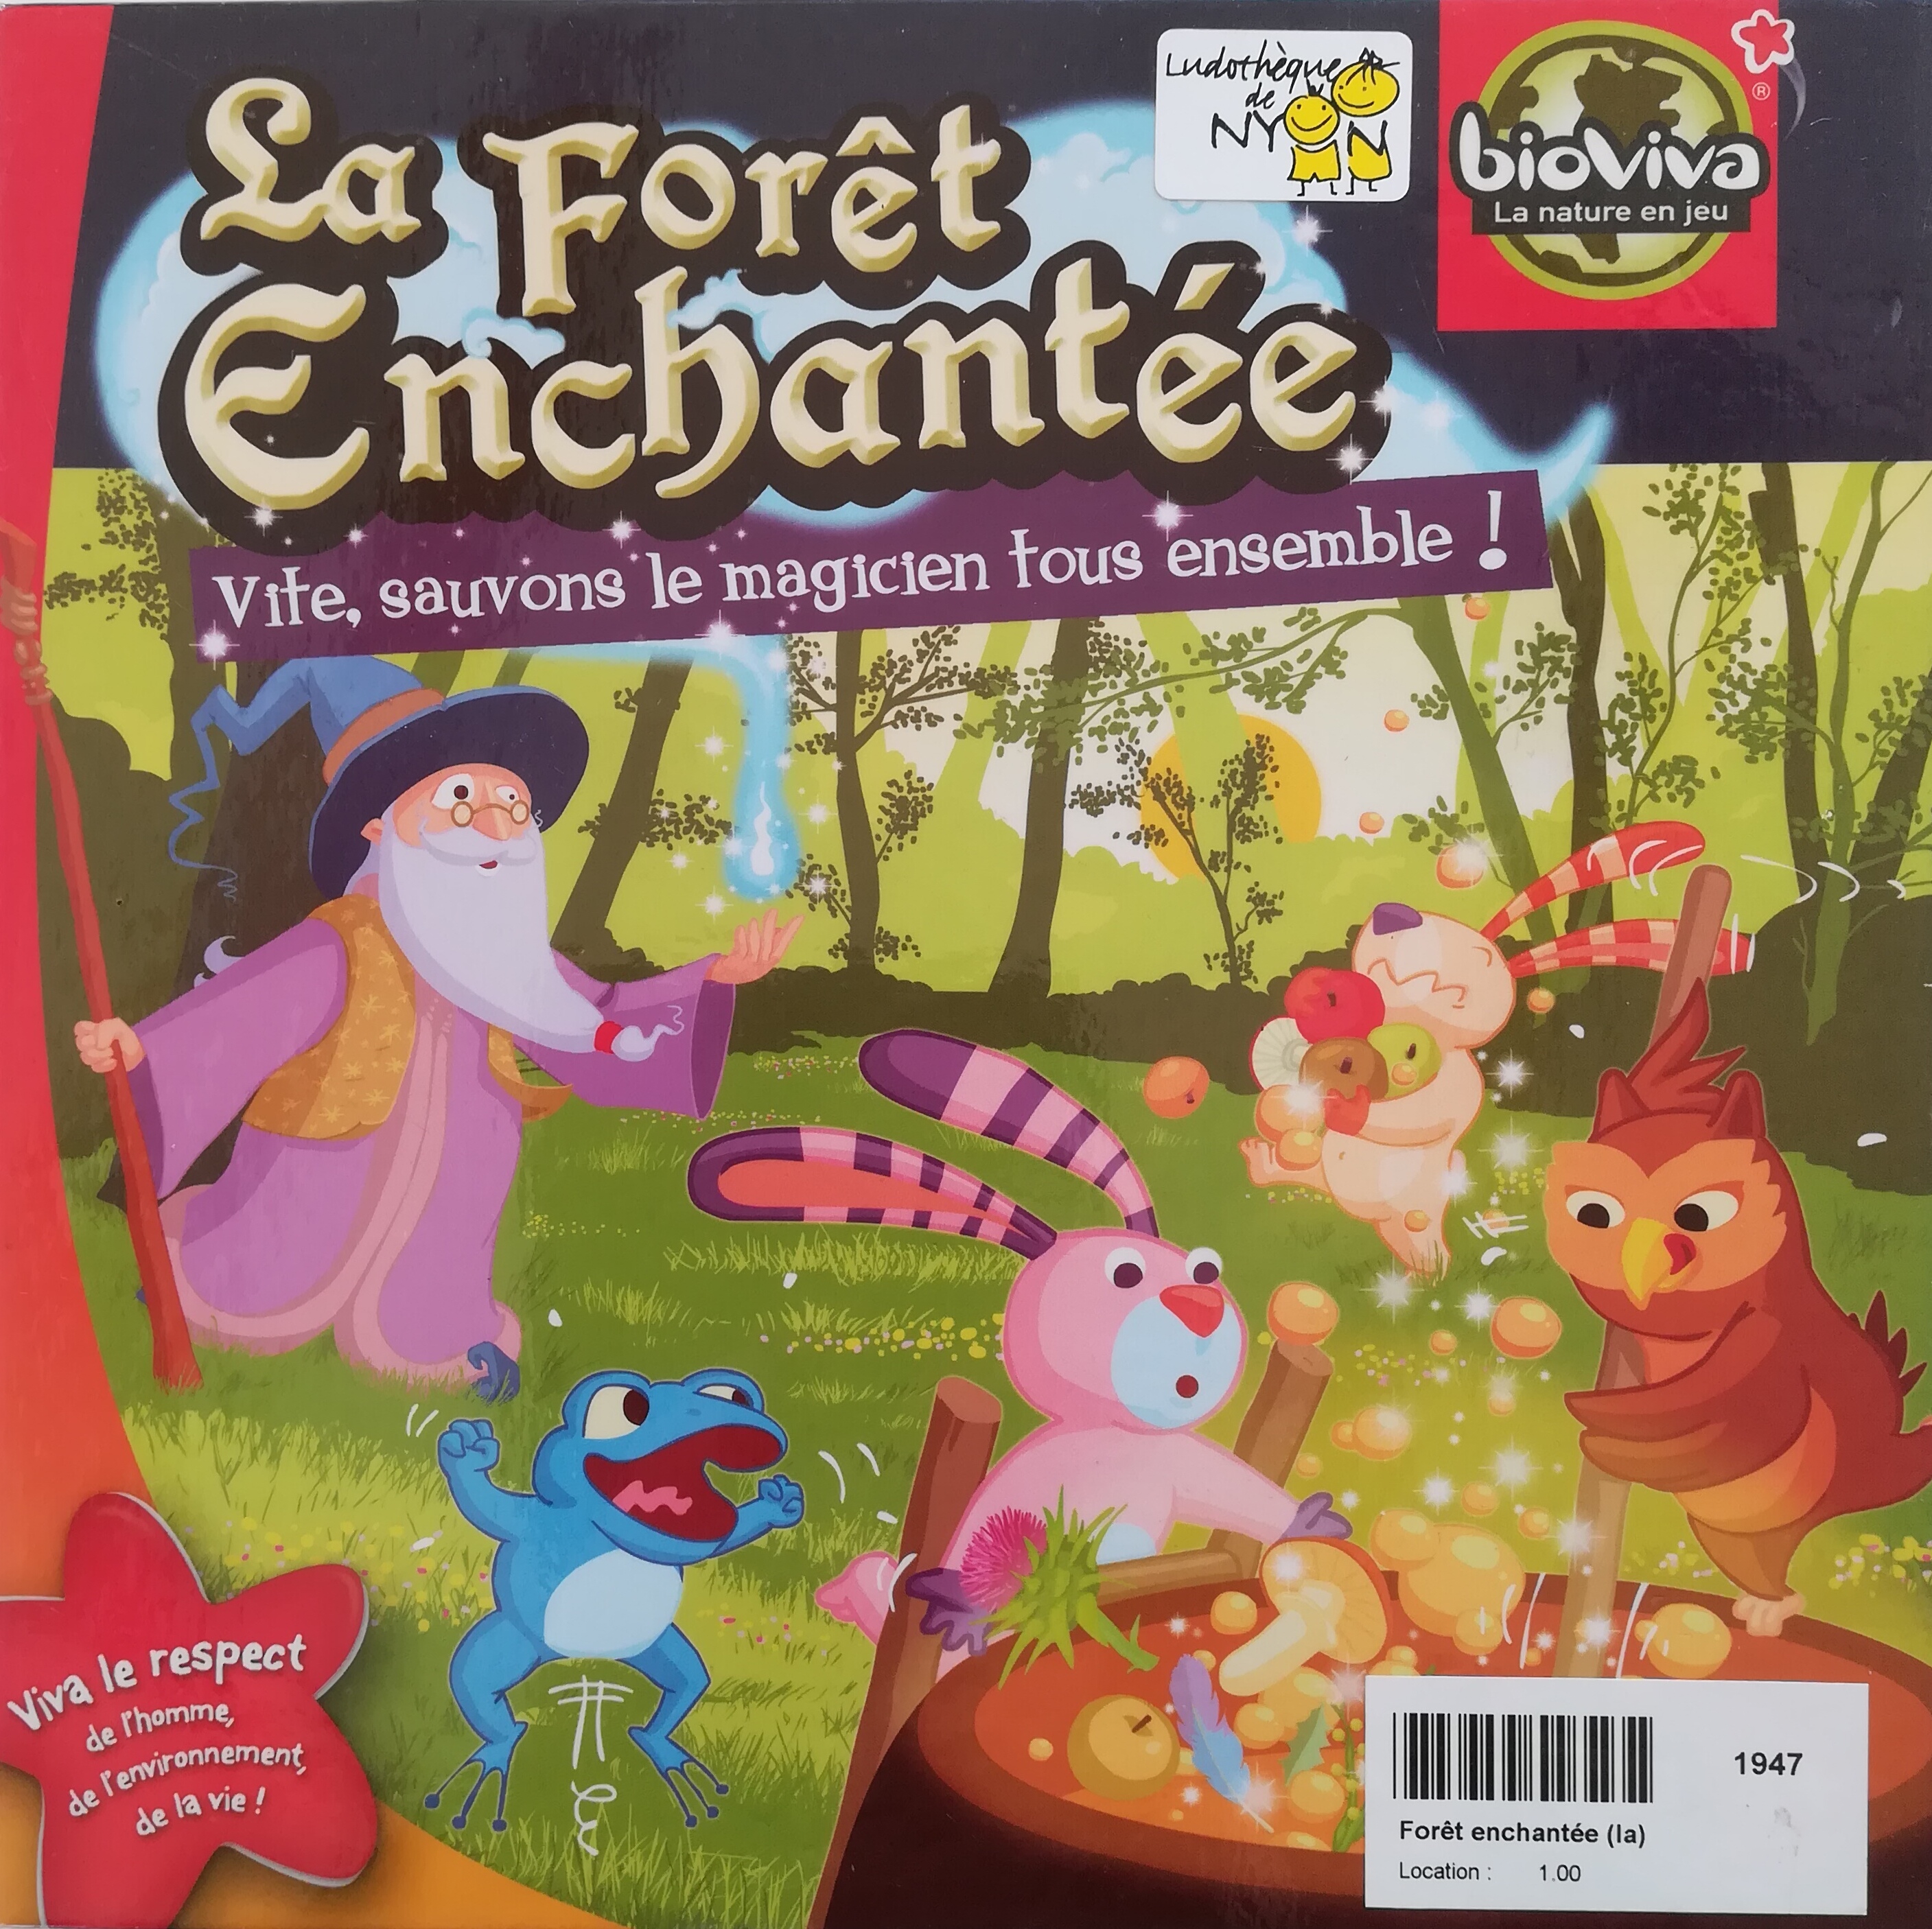 La Forêt
Enchantée
Vite, sauvons le magicien tous ensemble !
Ludothèque
de
NYON
bioviva
®
La nature en jeu
Viva le respect
de l'homme,
de l'environnement,
de la vie !
1947
Forêt enchantée (la)
Location : 1.00